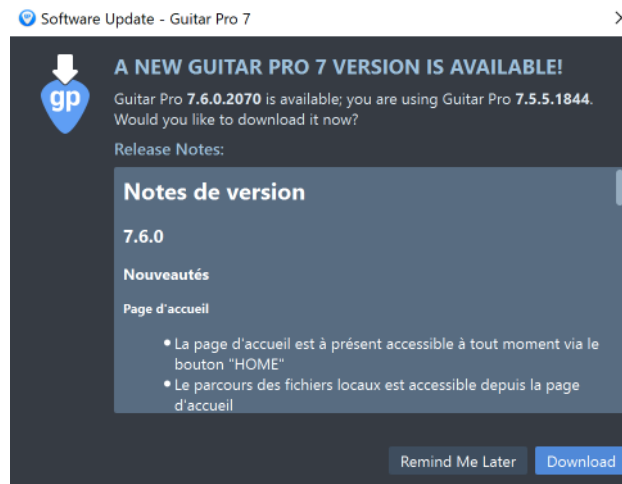 Software Update - Guitar Pro 7
gp
A NEW GUITAR PRO 7 VERSION IS AVAILABLE!
Guitar Pro 7.6.0.2070 is available; you are using Guitar Pro 7.5.5.1844.
Would you like to download it now?
Release Notes:
Notes de version
7.6.0
Nouveautés
Page d'accueil
• La page d'accueil est à présent accessible à tout moment via le
bouton "HOME"
• Le parcours des fichiers locaux est accessible depuis la page
d'accueil
Remind Me Later
Download